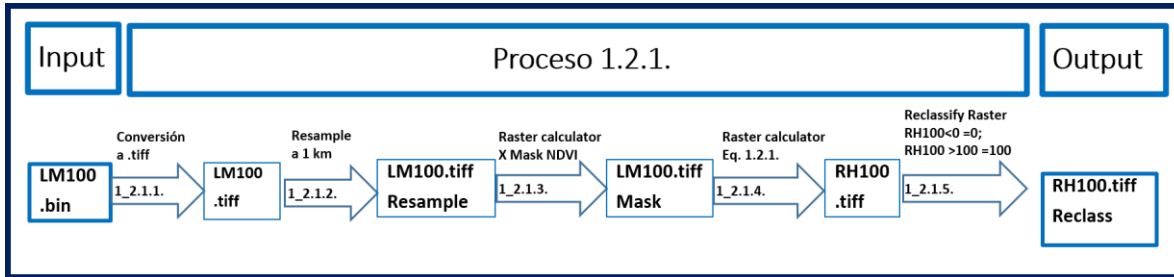 Input
Proceso 1.2.1.
Output
Conversión
a .tiff
Resample
a 1 km
Raster calculator
X Mask NDVI
Raster calculator
Eq. 1.2.1.
Reclassify Raster
RH100<0 =0;
RH100 >100 =100
LM100
.bin
1_2.1.1.
LM100
.tiff
1_2.1.2.
LM100.tiff
Resample
1_2.1.3.
LM100.tiff
Mask
1_2.1.4.
RH100
.tiff
1_2.1.5.
RH100.tiff
Reclass